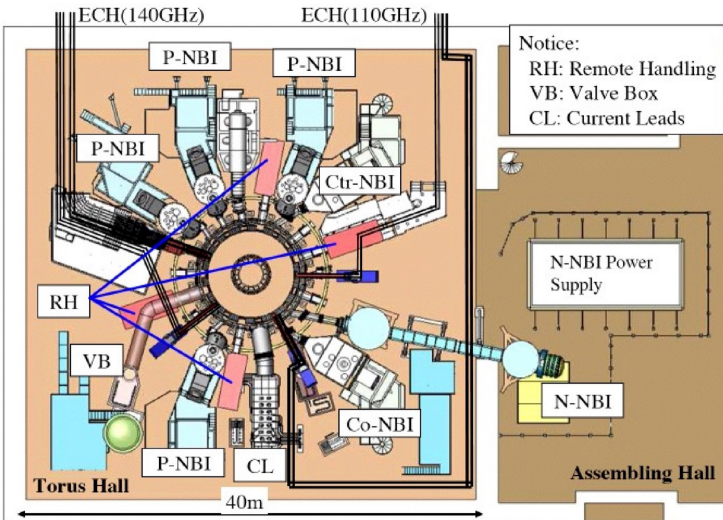 ECH(140GHz)
ECH(110GHz)
P-NBI
P-NBI
Notice:
RH: Remote Handling
VB: Valve Box
CL: Current Leads
P-NBI
Ctr-NBI
N-NBI Power
Supply
RH
VB
N-NBI
Co-NBI
P-NBI
CL
Torus Hall
Assembling Hall
40m